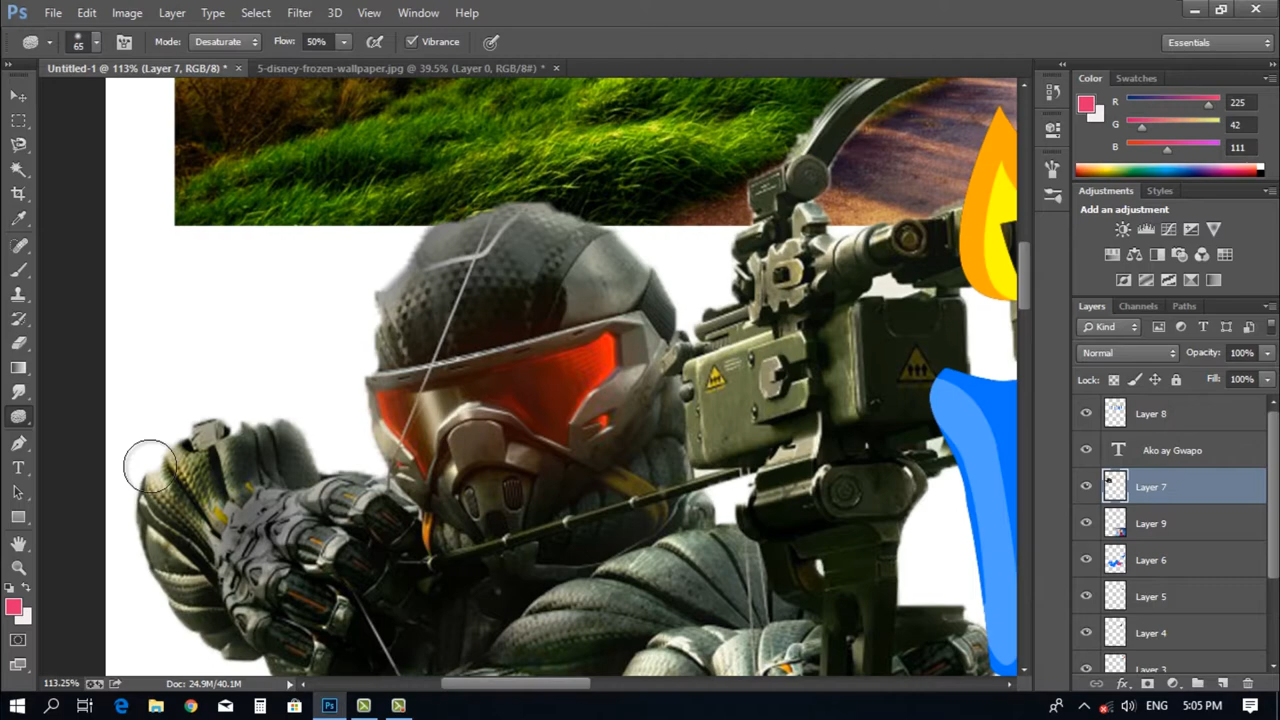 Ps File Edit Image Layer Type Select Filter 3D View Window Help
65 Mode: Desaturate Flow: 50% Vibrance Essentials
Untitled-1 @ 113% (Layer 7, RGB/8) * × 5-disney-frozen-wallpaper.jpg @ 39.5% (Layer 0, RGB/8#) * ×
Color Swatches
R 225
G 42
B 111
Adjustments Styles
Add an adjustment
Layers Channels Paths
Kind
Normal Opacity: 100%
Lock: Fill: 100%
Layer 8
Ako ay Gwapo
Layer 7
Layer 9
Layer 6
Layer 5
Layer 4
Layer 3
113.25% Doc: 24.9M/40.1M
fx
ENG 5:05 PM